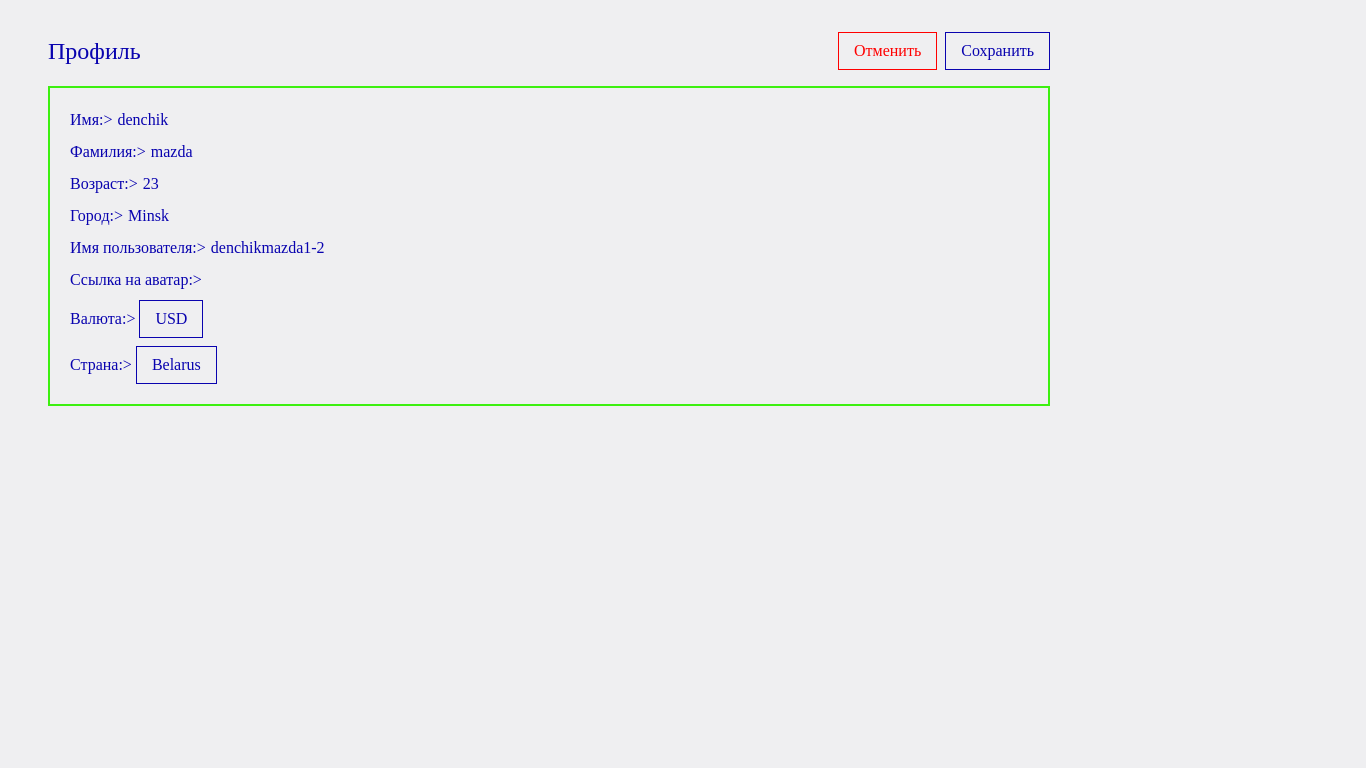 Профиль
Отменить
Сохранить
Имя:> denchik
Фамилия:> mazda
Возраст:> 23
Город:> Minsk
Имя пользователя:> denchikmazda1-2
Ссылка на аватар:>
Валюта:> USD
Страна:> Belarus